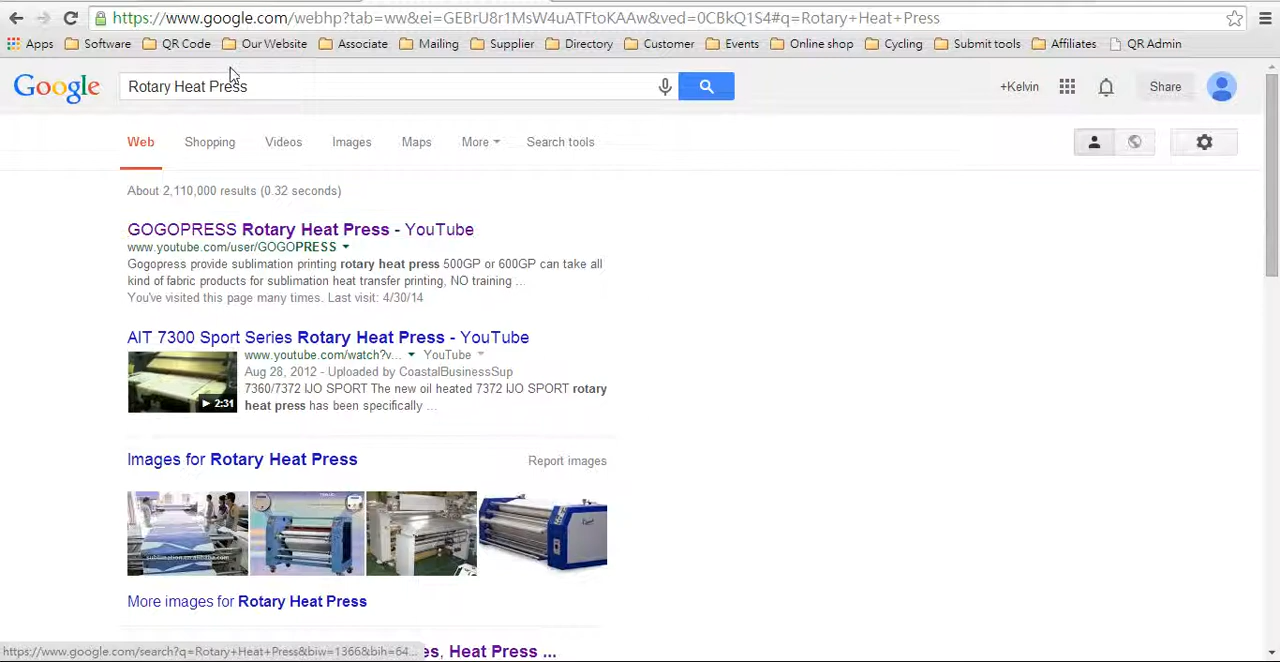 https://www.google.com/webhp?tab=ww&ei=GEBrU8r1MsW4uATFtoKAAw&ved=0CBkQ1S4#q=Rotary+Heat+Press
Apps Software QR Code Our Website Associate Mailing Supplier Directory Customer Events Online shop Cycling Submit tools Affiliates QR Admin
Google Rotary Heat Press +Kelvin Share
Web Shopping Videos Images Maps More Search tools
About 2,110,000 results (0.32 seconds)
GOGOPRESS Rotary Heat Press - YouTube
www.youtube.com/user/GOGOPRESS
Gogopress provide sublimation printing rotary heat press 500GP or 600GP can take all
kind of fabric products for sublimation heat transfer printing, NO training ...
You've visited this page many times. Last visit: 4/30/14
AIT 7300 Sport Series Rotary Heat Press - YouTube
www.youtube.com/watch?v... YouTube
Aug 28, 2012 - Uploaded by CoastalBusinessSup
7360/7372 IJO SPORT The new oil heated 7372 IJO SPORT rotary
heat press has been specifically ...
2:31
Images for Rotary Heat Press Report images
More images for Rotary Heat Press
https://www.google.com/search?q=Rotary+Heat+Press&biw=1366&bih=64... es, Heat Press ...